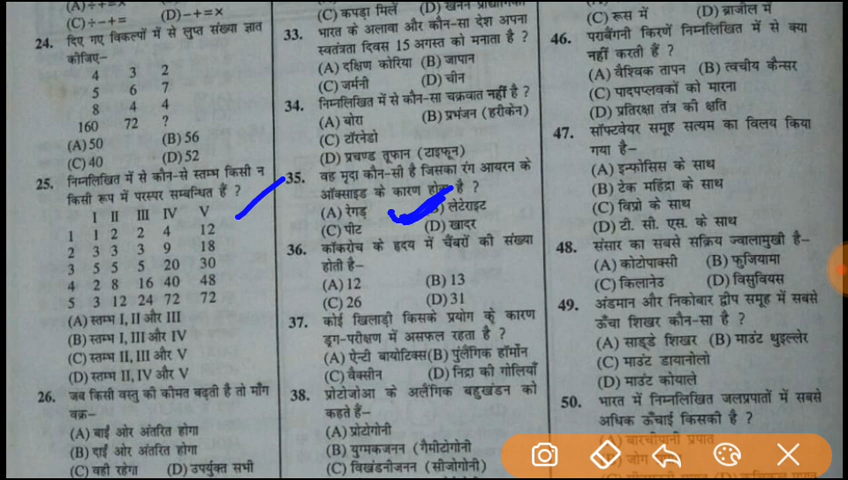 (A)÷+=×
(C)÷−+=  (D)−+=×
24. दिए गए विकल्पों में से लुप्त संख्या ज्ञात
कीजिए–
4 3 2
5 6 7
8 4 4
160 72 ?
(A) 50 (B) 56
(C) 40 (D) 52
25. निम्नलिखित में से कौन-से स्तम्भ किसी न
किसी रूप में परस्पर सम्बन्धित हैं ?
I II III IV V
1 1 2 2 4 12
2 3 3 3 9 18
3 5 5 5 20 30
4 2 8 16 40 48
5 3 12 24 72 72
(A) स्तम्भ I, II और III
(B) स्तम्भ I, III और IV
(C) स्तम्भ II, III और V
(D) स्तम्भ II, IV और V
26. जब किसी वस्तु की कीमत बढ़ती है तो माँग
वक्र–
(A) बाईं ओर अंतरित होगा
(B) दाईं ओर अंतरित होगा
(C) वही रहेगा (D) उपर्युक्त सभी
(C) कपड़ा मिलें (D) खनन
33. भारत के अलावा और कौन-सा देश अपना
स्वतंत्रता दिवस 15 अगस्त को मनाता है ?
(A) दक्षिण कोरिया (B) जापान
(C) जर्मनी (D) चीन
34. निम्नलिखित में से कौन-सा चक्रवात नहीं है ?
(A) बोरा (B) प्रभंजन (हरीकेन)
(C) टॉरनेडो
(D) प्रचण्ड तूफान (टाइफून)
35. वह मृदा कौन-सी है जिसका रंग आयरन के
ऑक्साइड के कारण होता है ?
(A) रेगड़ (B) लेटेराइट
(C) पीट (D) खादर
36. कॉकरोच के हृदय में चैंबरों की संख्या
होती है–
(A) 12 (B) 13
(C) 26 (D) 31
37. कोई खिलाड़ी किसके प्रयोग के कारण
ड्रग-परीक्षण में असफल रहता है ?
(A) ऐन्टी बायोटिक्स(B) पुंलैंगिक हॉर्मोन
(C) वैक्सीन (D) निद्रा की गोलियाँ
38. प्रोटोजोआ के अलैंगिक बहुखंडन को
कहते हैं–
(A) प्रोटोगोनी
(B) युग्मकजनन (गैमीटोगोनी
(C) विखंडनीजनन (सीजोगोनी)
(C) रूस में (D) ब्राजील में
46. पराबैंगनी किरणें निम्नलिखित में से क्या
नहीं करती हैं ?
(A) वैश्विक तापन (B) त्वचीय कैन्सर
(C) पादपप्लवकों को मारना
(D) प्रतिरक्षा तंत्र की क्षति
47. सॉफ्टवेयर समूह सत्यम का विलय किया
गया है–
(A) इन्फोसिस के साथ
(B) टेक महिंद्रा के साथ
(C) विप्रो के साथ
(D) टी. सी. एस. के साथ
48. संसार का सबसे सक्रिय ज्वालामुखी है–
(A) कोटोपाक्सी (B) फुजियामा
(C) किलानेउ (D) विसुवियस
49. अंडमान और निकोबार द्वीप समूह में सबसे
ऊँचा शिखर कौन-सा है ?
(A) साड्डे शिखर (B) माउंट थुइल्लेर
(C) माउंट डायानोलो
(D) माउंट कोयाले
50. भारत में निम्नलिखित जलप्रपातों में सबसे
अधिक ऊँचाई किसकी है ?
(A) बारचीपानी प्रपात
जोग